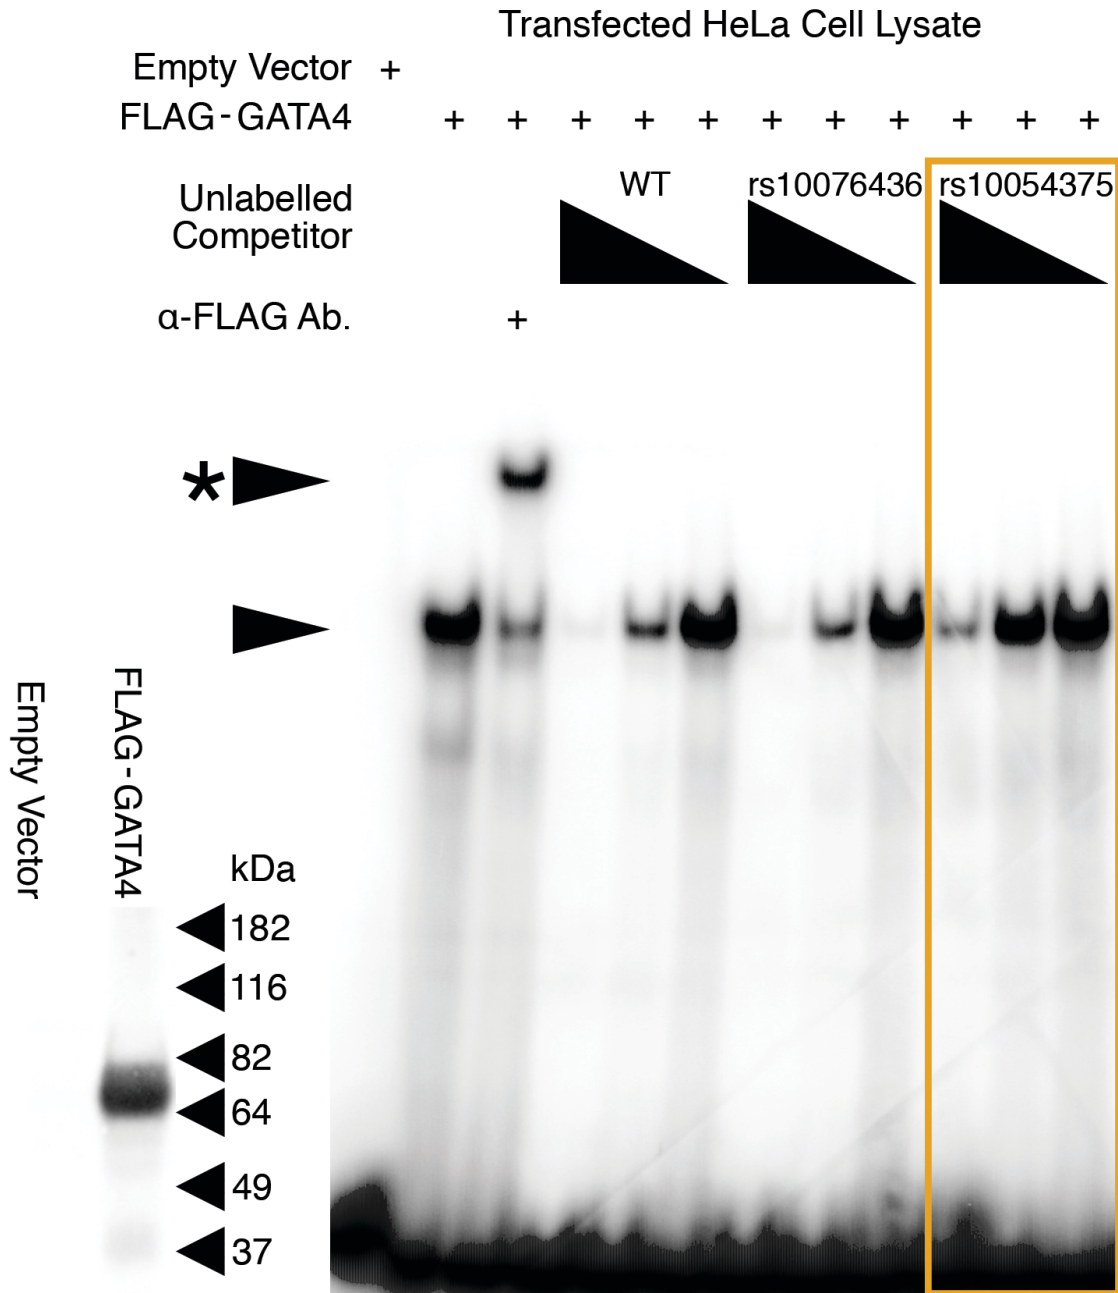 Transfected HeLa Cell Lysate
Empty Vector +
FLAG-GATA4 + + + + + + + + + + +
Unlabelled
Competitor
WT rs10076436 rs10054375
α-FLAG Ab. +
*
Empty Vector
FLAG-GATA4
kDa
182
116
82
64
49
37